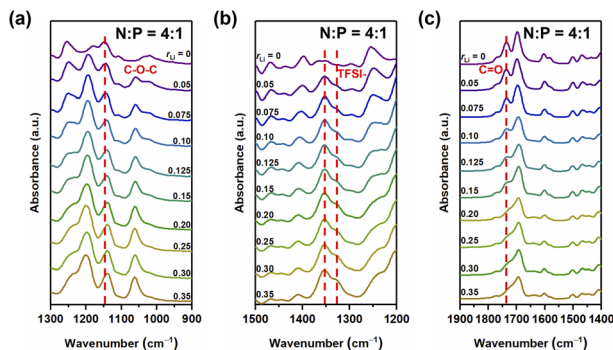 (a)
N:P = 4:1
r Li = 0
C-O-C
0.05
0.075
0.10
0.125
0.15
0.20
0.25
0.30
0.35
Absorbance (a.u.)
1300 1200 1100 1000 900
Wavenumber (cm⁻¹)
(b)
N:P = 4:1
r Li = 0
TFSI-
0.05
0.075
0.10
0.125
0.15
0.20
0.25
0.30
0.35
Absorbance (a.u.)
1500 1400 1300 1200
Wavenumber (cm⁻¹)
(c)
N:P = 4:1
r Li = 0
C=O
0.05
0.075
0.10
0.125
0.15
0.20
0.25
0.30
0.35
Absorbance (a.u.)
1900 1800 1700 1600 1500 1400
Wavenumber (cm⁻¹)